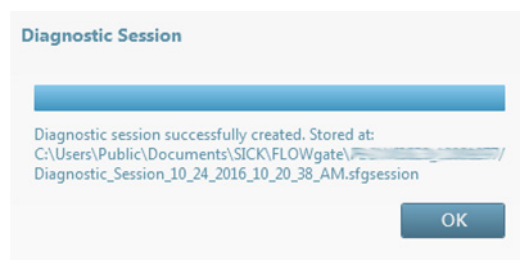 Diagnostic Session
Diagnostic session successfully created. Stored at:
C:\Users\Public\Documents\SICK\FLOWgate\ /
Diagnostic_Session_10_24_2016_10_20_38_AM.sfgsession
OK